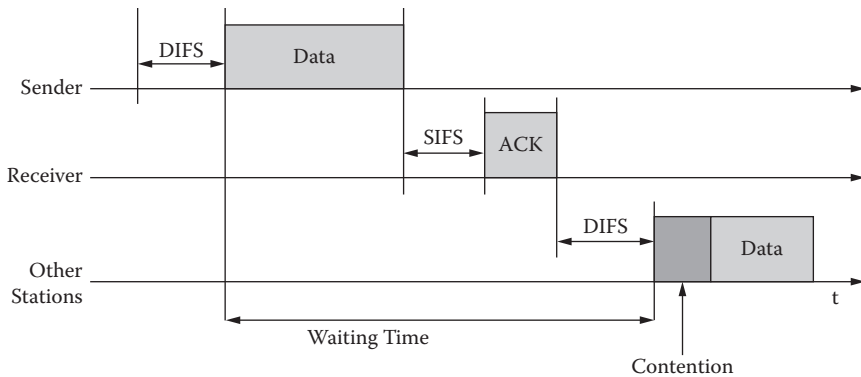 DIFS
Data
Sender
SIFS
ACK
Receiver
DIFS
Data
Other
Stations
t
Waiting Time
Contention